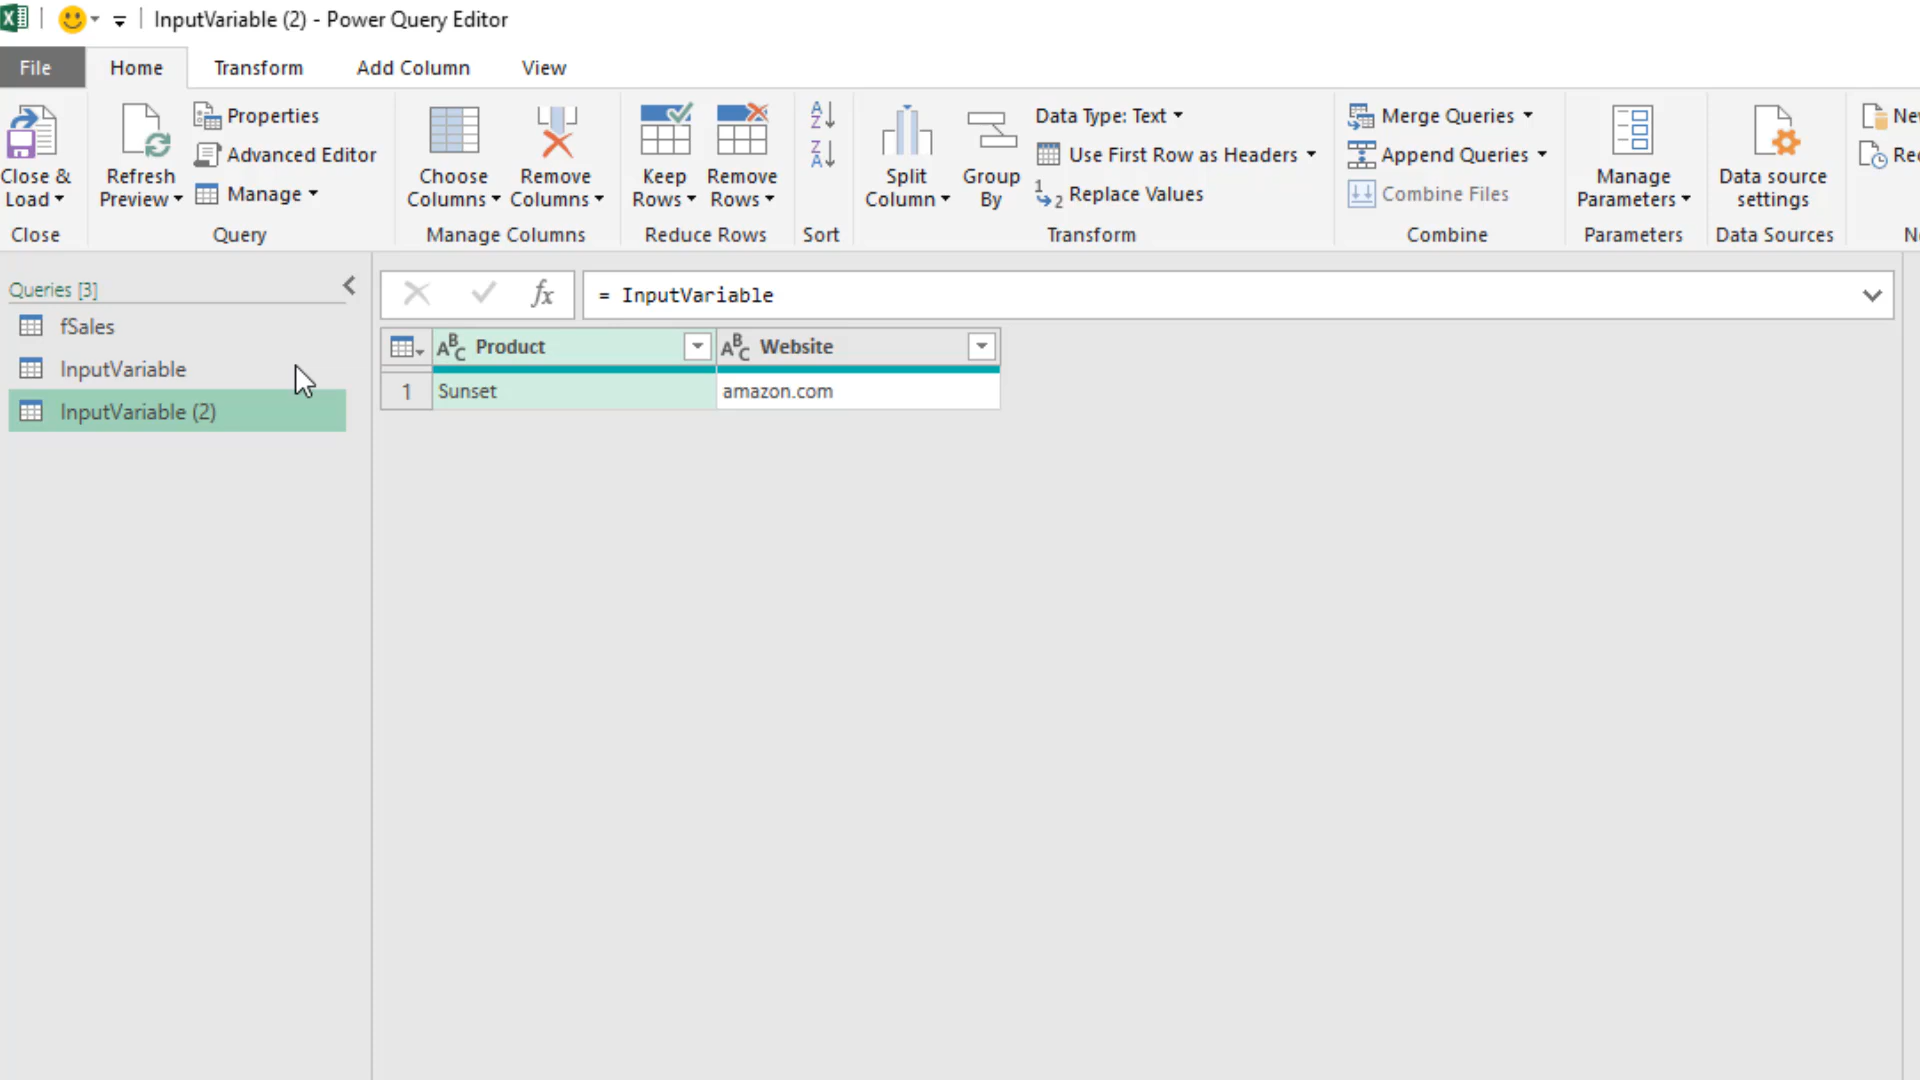 InputVariable (2) - Power Query Editor
File Home Transform Add Column View
Close & Load
Close
Refresh Preview
Properties
Advanced Editor
Manage
Query
Choose Columns
Remove Columns
Manage Columns
Keep Rows
Remove Rows
Reduce Rows
Sort
Split Column
Group By
Data Type: Text
Use First Row as Headers
Replace Values
Transform
Merge Queries
Append Queries
Combine Files
Combine
Manage Parameters
Parameters
Data source settings
Data Sources
Queries [3]
fSales
InputVariable
InputVariable (2)
fx = InputVariable
ABC Product ABC Website
1 Sunset amazon.com